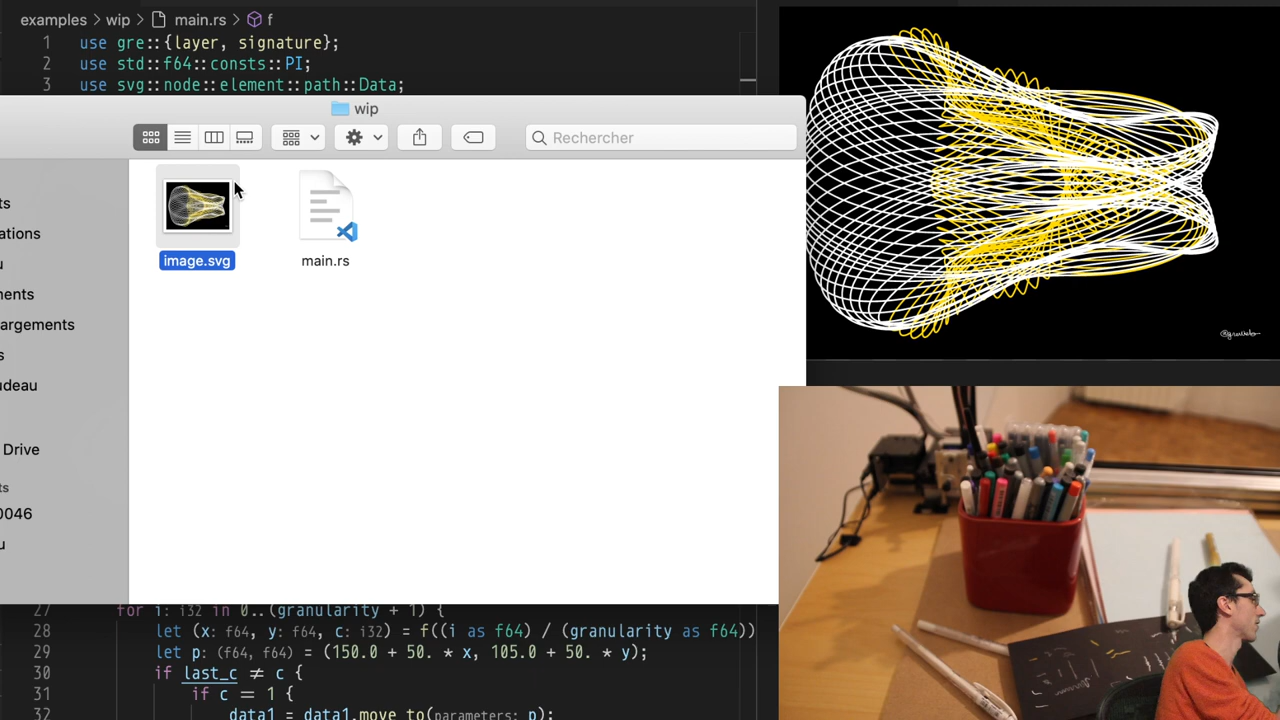 examples > wip > main.rs > f
1 use gre::{layer, signature};
2 use std::f64::consts::PI;
3 use svg::node::element::path::Data;
wip
Rechercher
ts
ations
u
image.svg
main.rs
nents
argements
s
udeau
Drive
ts
0046
u
27 for i: i32 in 0..(granularity + 1) {
28 let (x: f64, y: f64, c: i32) = f((i as f64) / (granularity as f64))
29 let p: (f64, f64) = (150.0 + 50. * x, 105.0 + 50. * y);
30 if last_c ≠ c {
31 if c == 1 {
32 data1 = data1.move_to(parameters: p);